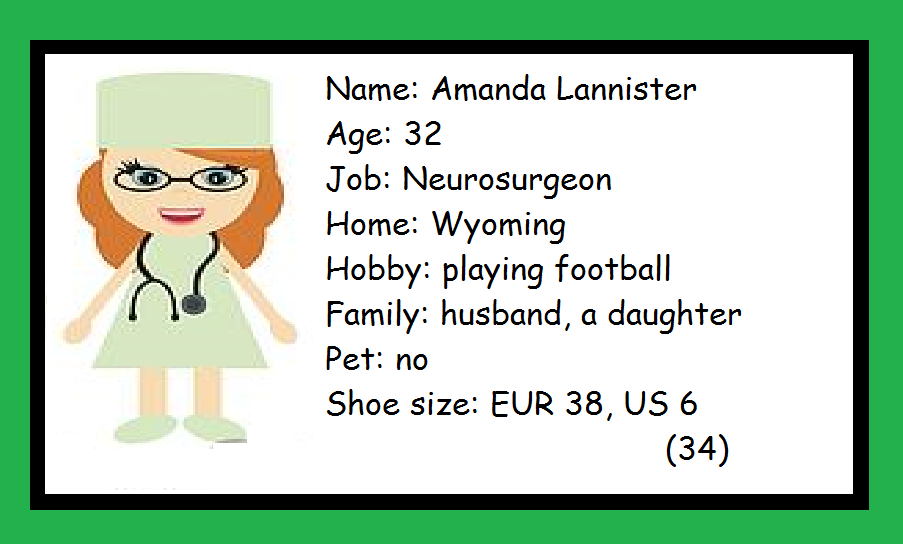 Name: Amanda Lannister
Age: 32
Job: Neurosurgeon
Home: Wyoming
Hobby: playing football
Family: husband, a daughter
Pet: no
Shoe size: EUR 38, US 6
(34)